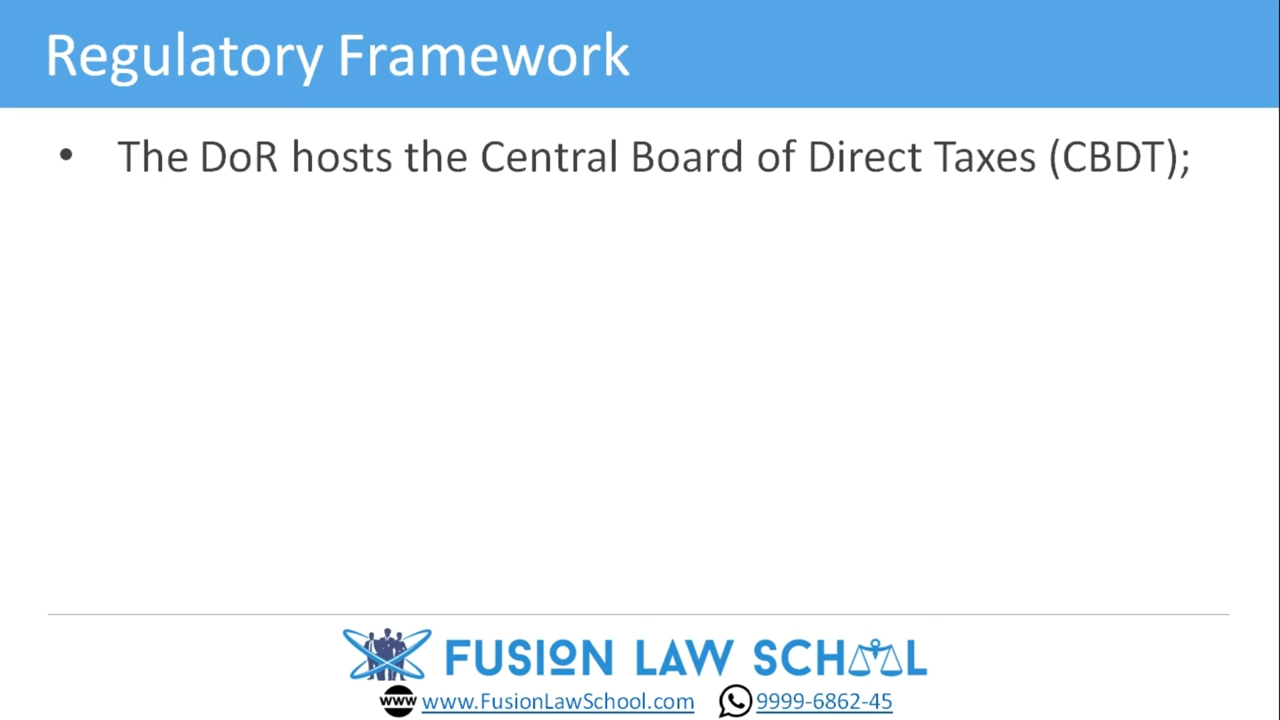 Regulatory Framework
• The DoR hosts the Central Board of Direct Taxes (CBDT);
FUSION LAW SCHOOL
www www.FusionLawSchool.com 9999-6862-45